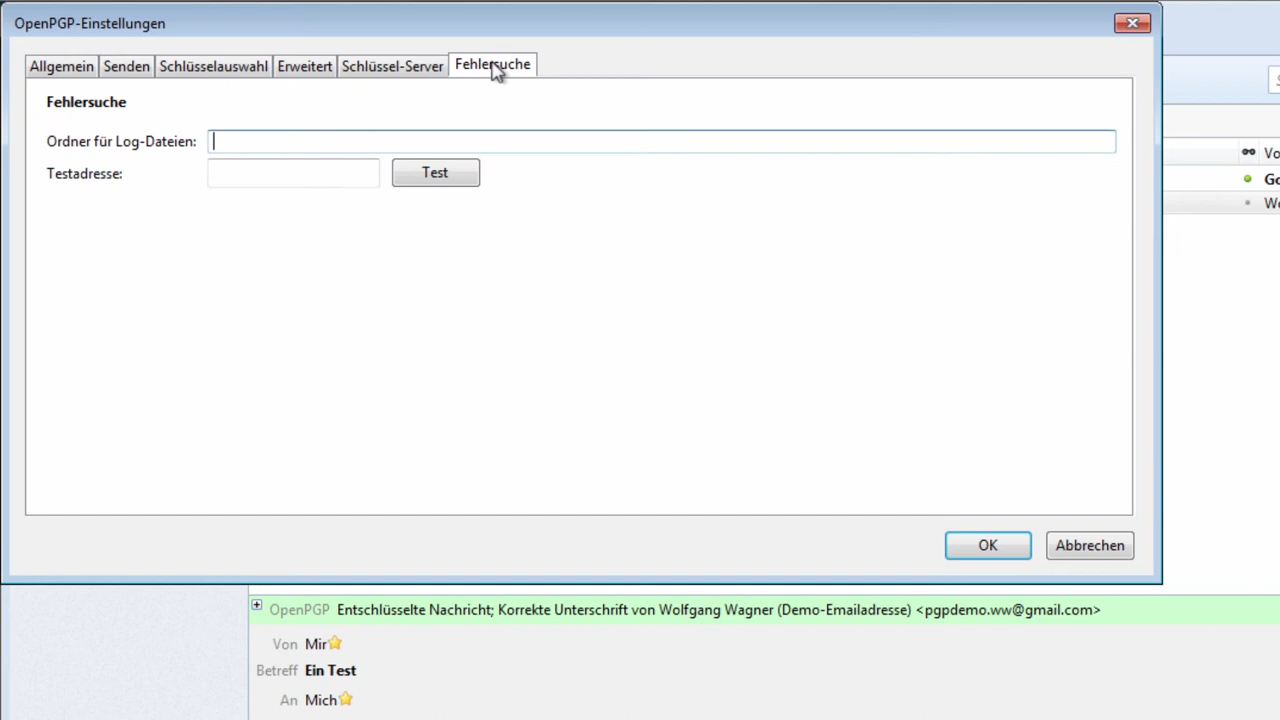 OpenPGP-Einstellungen
Allgemein Senden Schlüsselauswahl Erweitert Schlüssel-Server Fehlersuche
Fehlersuche
Ordner für Log-Dateien:
Testadresse: Test
OK Abbrechen
OpenPGP Entschlüsselte Nachricht; Korrekte Unterschrift von Wolfgang Wagner (Demo-Emailadresse) <pgpdemo.ww@gmail.com>
Von Mir
Betreff Ein Test
An Mich